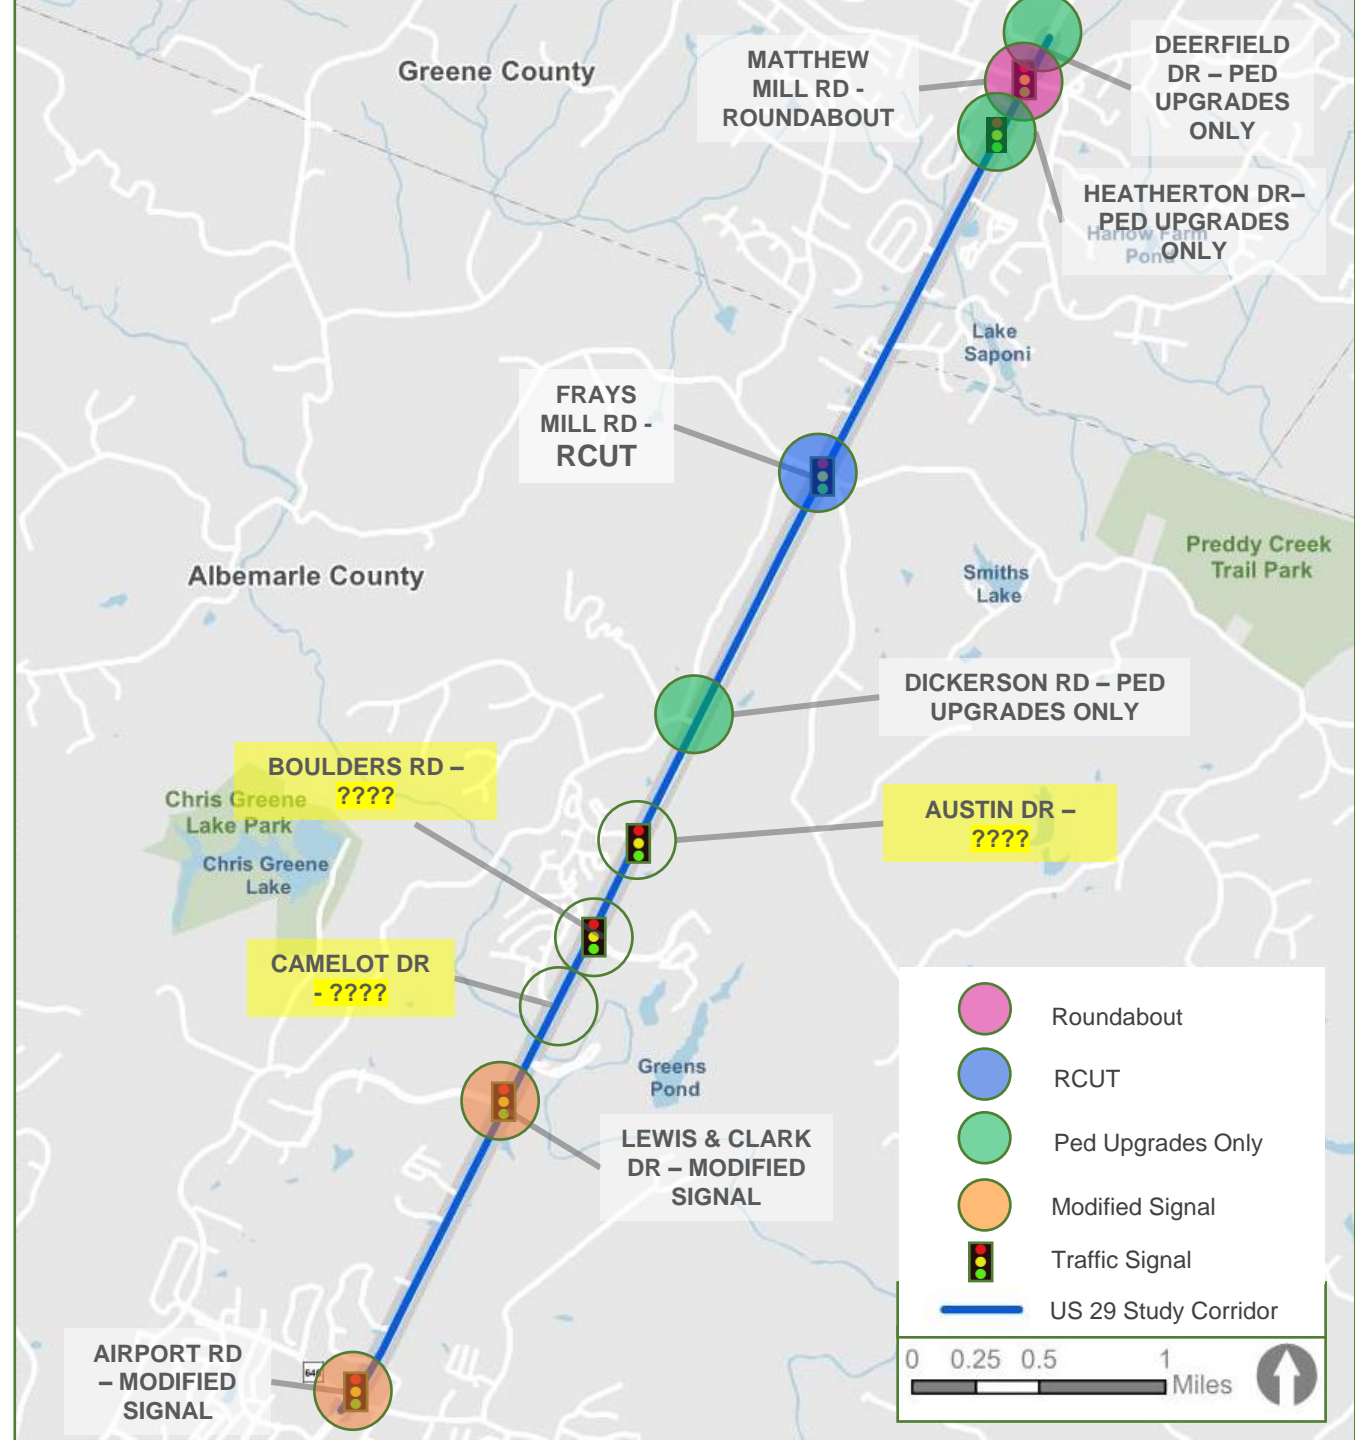 Greene County
MATTHEW
MILL RD -
ROUNDABOUT
DEERFIELD
DR – PED
UPGRADES
ONLY
HEATHERTON DR–
PED UPGRADES
ONLY
Harlow Farm
Pond
Lake
Saponi
FRAYS
MILL RD -
RCUT
Preddy Creek
Trail Park
Albemarle County
Smiths
Lake
DICKERSON RD – PED
UPGRADES ONLY
BOULDERS RD –
????
Chris Greene
Lake Park
Chris Greene
Lake
AUSTIN DR –
????
CAMELOT DR
- ????
Greens
Pond
LEWIS & CLARK
DR – MODIFIED
SIGNAL
AIRPORT RD
– MODIFIED
SIGNAL
Roundabout
RCUT
Ped Upgrades Only
Modified Signal
Traffic Signal
US 29 Study Corridor
0 0.25 0.5 1
Miles